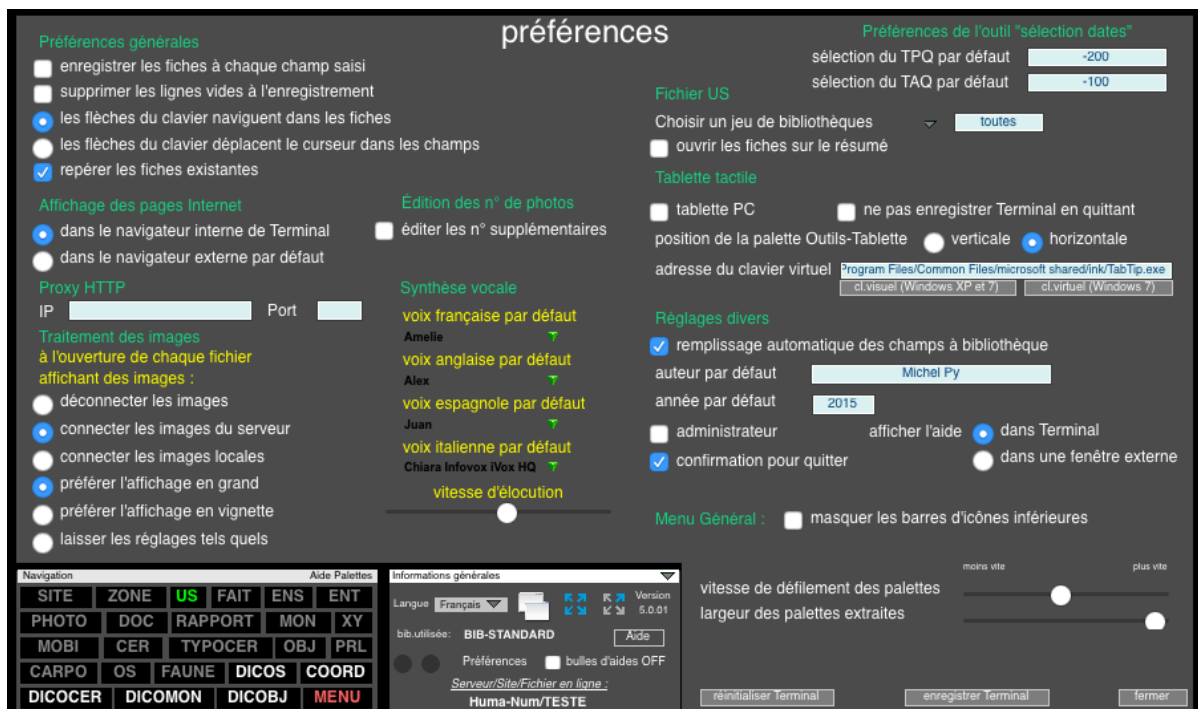 préférences
Préférences générales
enregistrer les fiches à chaque champ saisi
supprimer les lignes vides à l'enregistrement
les flèches du clavier naviguent dans les fiches
les flèches du clavier déplacent le curseur dans les champs
repérer les fiches existantes
Affichage des pages Internet
dans le navigateur interne de Terminal
dans le navigateur externe par défaut
Proxy HTTP
IP Port
Traitement des images
à l'ouverture de chaque fichier
affichant des images :
déconnecter les images
connecter les images du serveur
connecter les images locales
préférer l'affichage en grand
préférer l'affichage en vignette
laisser les réglages tels quels
Édition des n° de photos
éditer les n° supplémentaires
Synthèse vocale
voix française par défaut
Amelie
voix anglaise par défaut
Alex
voix espagnole par défaut
Juan
voix italienne par défaut
Chiara Infovox iVox HQ
vitesse d'élocution
Préférences de l'outil "sélection dates"
sélection du TPQ par défaut -200
sélection du TAQ par défaut -100
Fichier US
Choisir un jeu de bibliothèques toutes
ouvrir les fiches sur le résumé
Tablette tactile
tablette PC ne pas enregistrer Terminal en quittant
position de la palette Outils-Tablette verticale horizontale
adresse du clavier virtuel Program Files/Common Files/microsoft shared/ink/TabTip.exe
cl.visuel (Windows XP et 7) cl.virtuel (Windows 7)
Réglages divers
remplissage automatique des champs à bibliothèque
auteur par défaut Michel Py
année par défaut 2015
administrateur afficher l'aide dans Terminal
confirmation pour quitter dans une fenêtre externe
Menu Général : masquer les barres d'icônes inférieures
moins vite plus vite
vitesse de défilement des palettes
largeur des palettes extraites
réinitialiser Terminal enregistrer Terminal fermer
Navigation Aide Palettes
SITE ZONE US FAIT ENS ENT
PHOTO DOC RAPPORT MON XY
MOBI CER TYPOCER OBJ PRL
CARPO OS FAUNE DICOS COORD
DICOCER DICOMON DICOBJ MENU
Informations générales
Langue Français Version
5.0.01
bib.utilisée: BIB-STANDARD Aide
Préférences bulles d'aides OFF
Serveur/Site/Fichier en ligne :
Huma-Num/TESTE